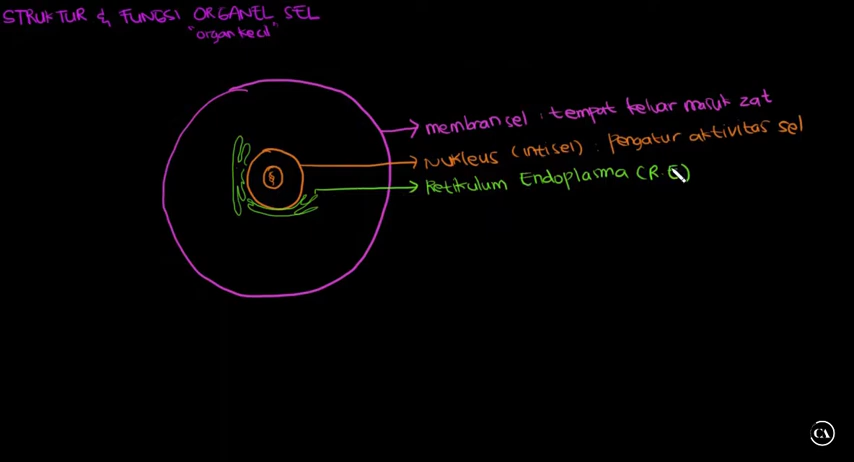 STRUKTUR & FUNGSI ORGANEL SEL
"organ kecil"
membran sel : tempat keluar masuk zat
Nukleus (inti sel) : pengatur aktivitas sel
Retikulum Endoplasma (R.E)
CA